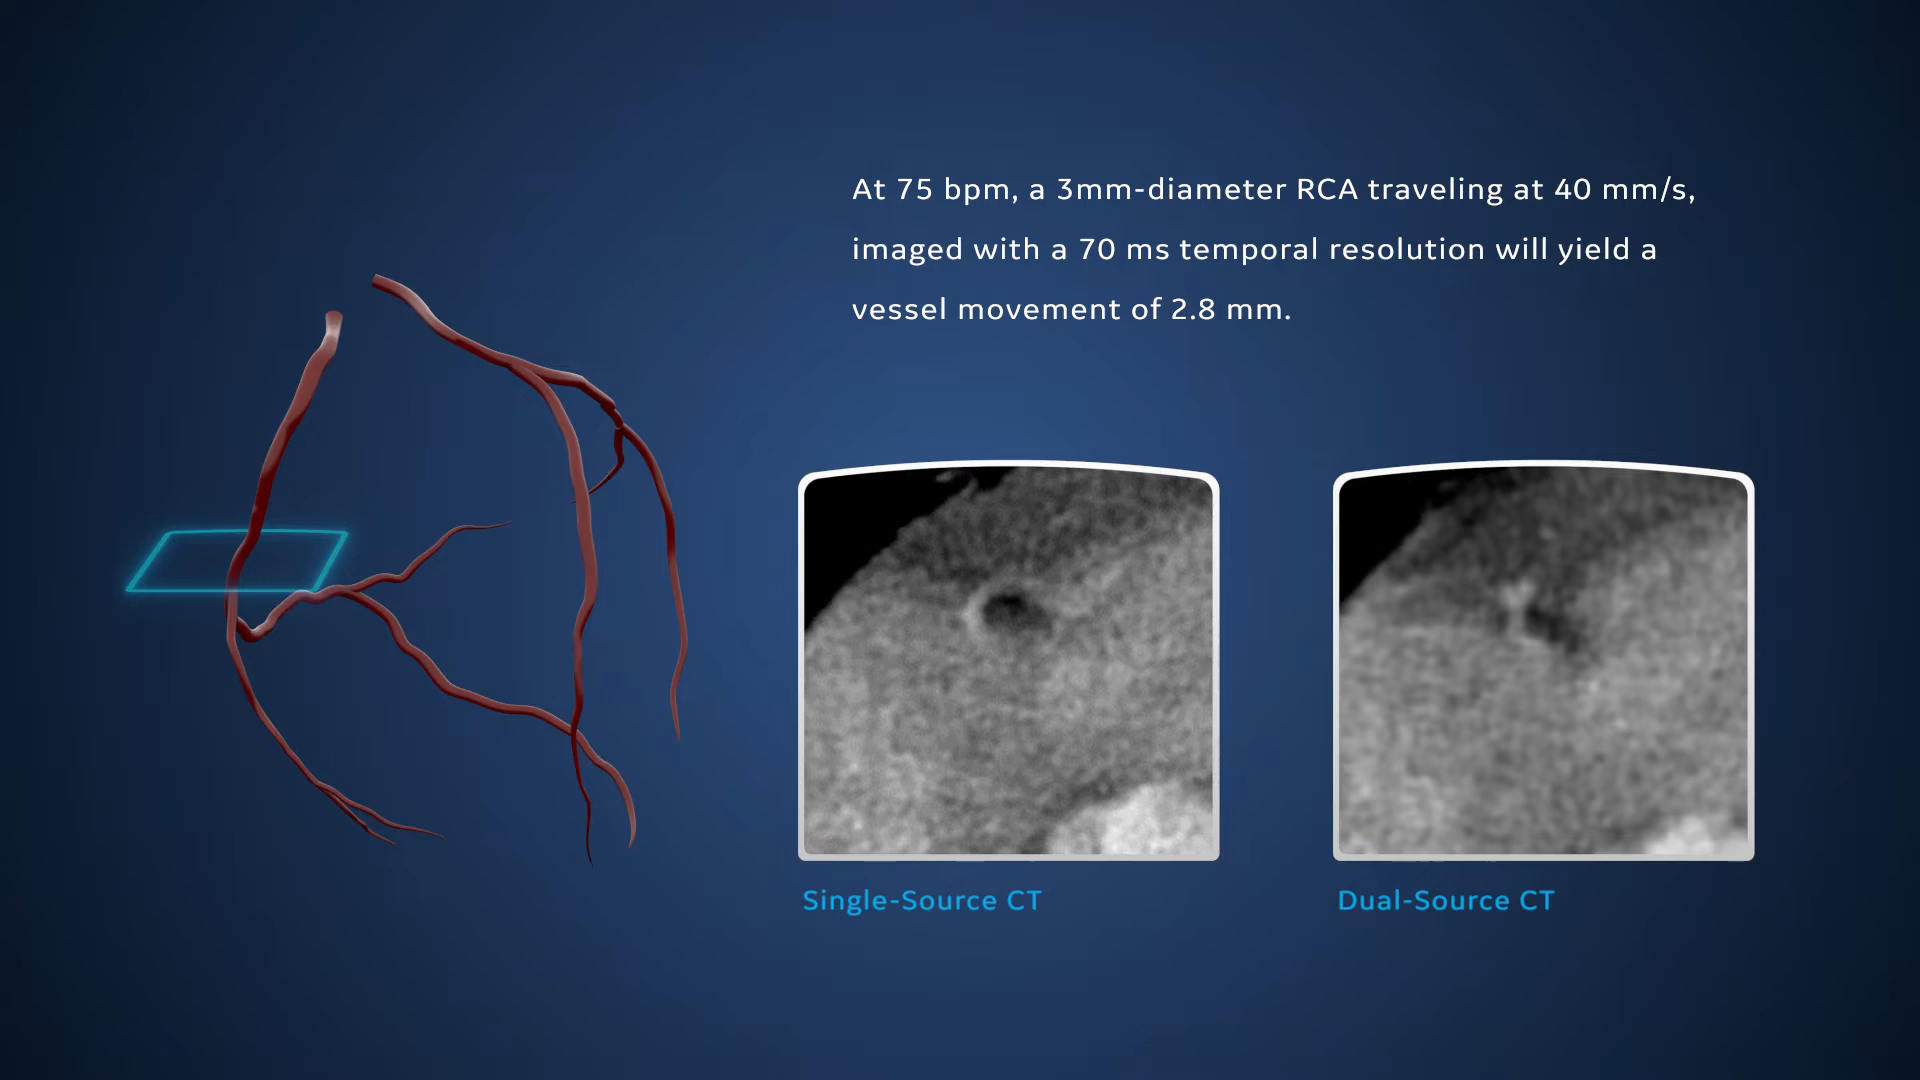 At 75 bpm, a 3mm-diameter RCA traveling at 40 mm/s,
imaged with a 70 ms temporal resolution will yield a
vessel movement of 2.8 mm.
Single-Source CT
Dual-Source CT